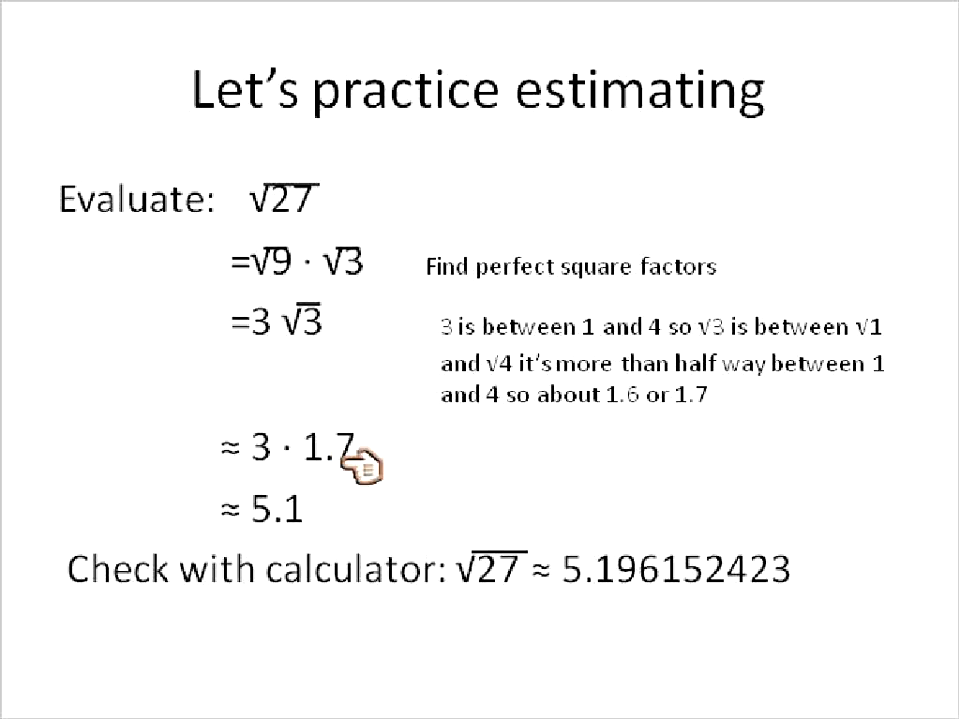 Let's practice estimating
Evaluate: √27
=√9 · √3 Find perfect square factors
=3 √3 3 is between 1 and 4 so √3 is between √1
and √4 it's more than half way between 1
and 4 so about 1.6 or 1.7
≈ 3 · 1.7
≈ 5.1
Check with calculator: √27 ≈ 5.196152423